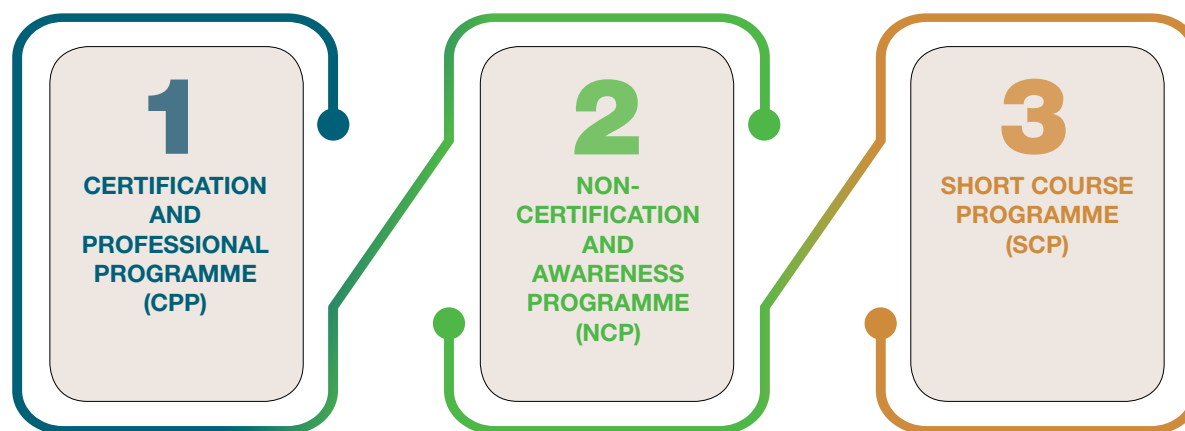 1
CERTIFICATION
AND
PROFESSIONAL
PROGRAMME
(CPP)
2
NON-
CERTIFICATION
AND
AWARENESS
PROGRAMME
(NCP)
3
SHORT COURSE
PROGRAMME
(SCP)